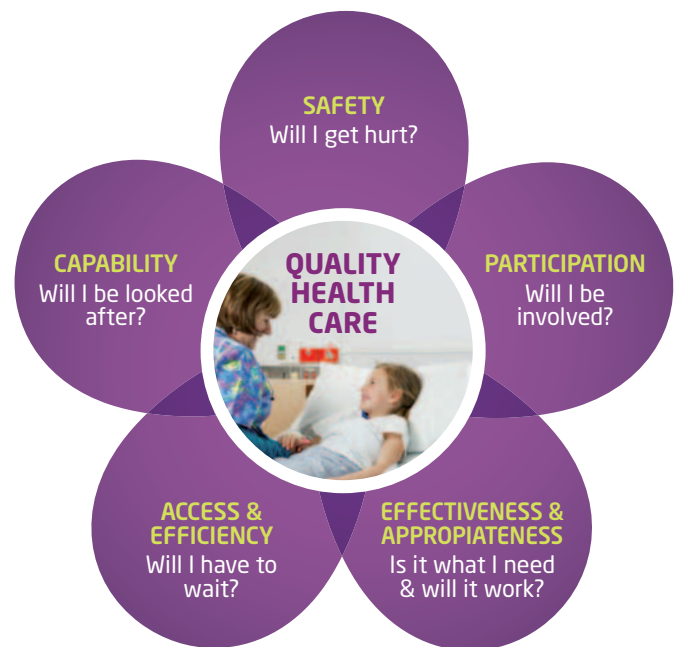 SAFETY
Will I get hurt?
CAPABILITY
Will I be looked
after?
QUALITY
HEALTH
CARE
PARTICIPATION
Will I be
involved?
ACCESS &
EFFICIENCY
Will I have to
wait?
EFFECTIVENESS &
APPROPIATENESS
Is it what I need
& will it work?